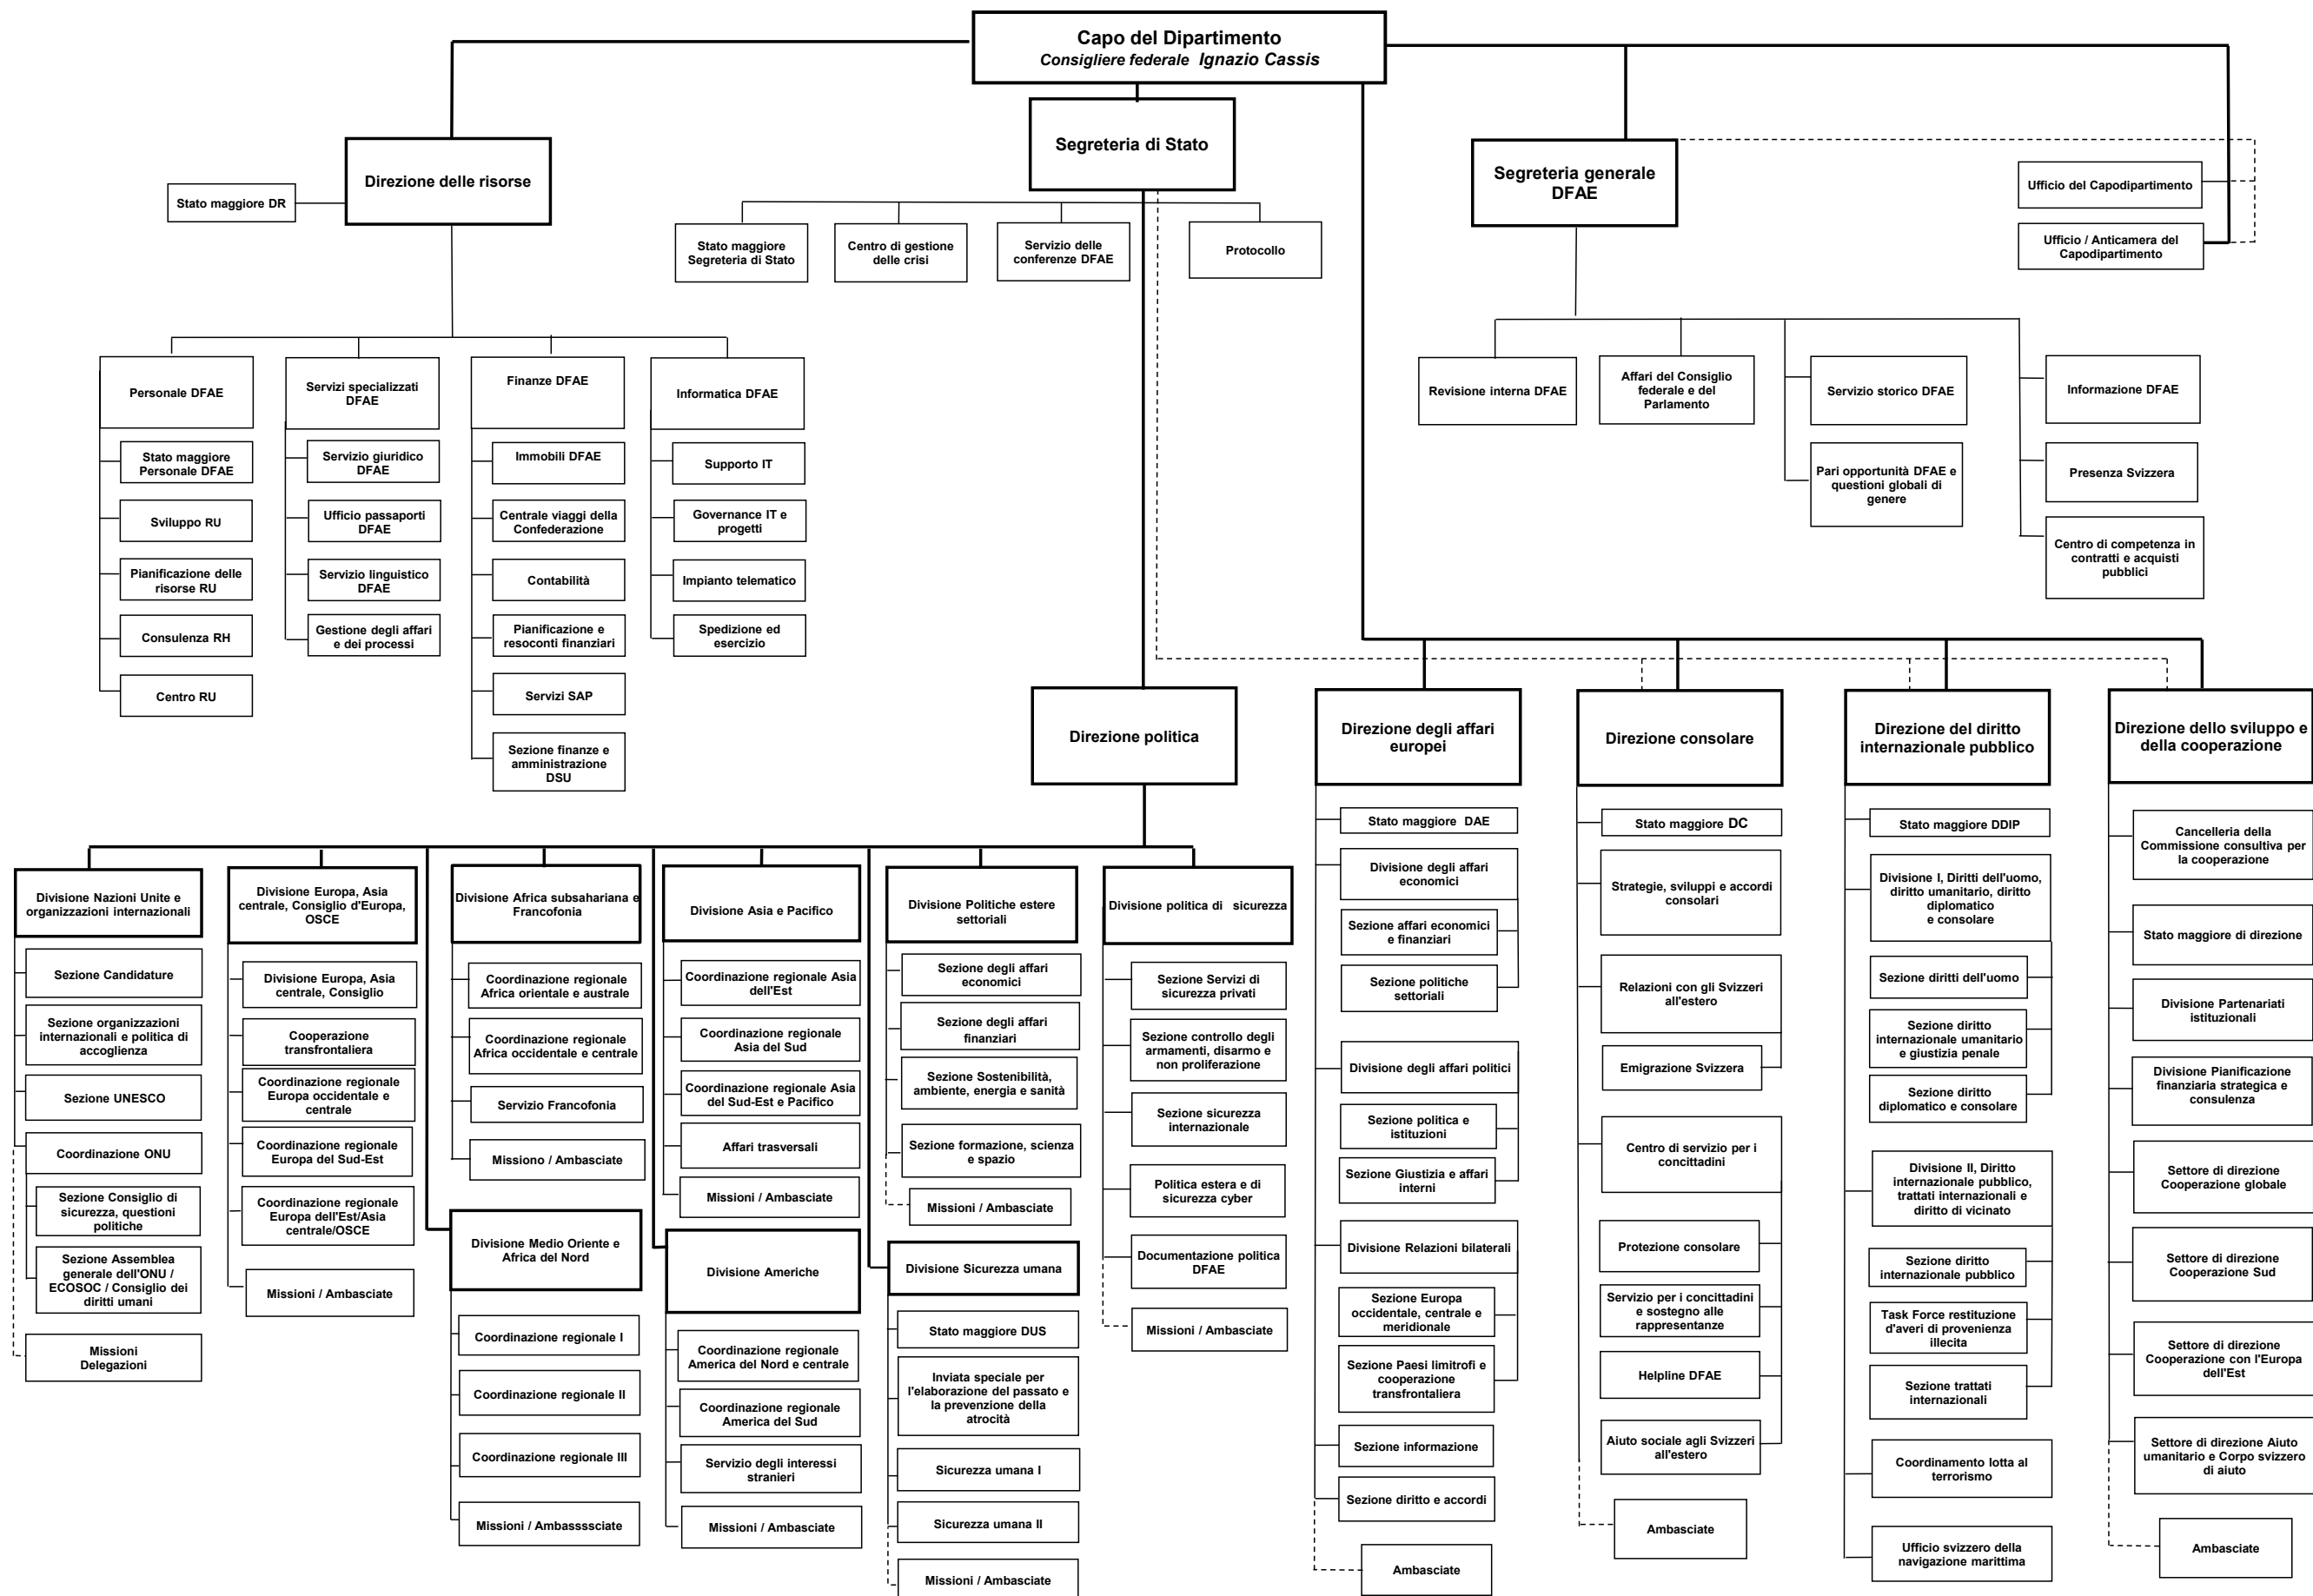 Capo del Dipartimento
Consigliere federale Ignazio Cassis
Segreteria di Stato
Direzione delle risorse
Stato maggiore DR
Segreteria generale
DFAE
Ufficio del Capodipartimento
Ufficio / Anticamera del
Capodipartimento
Stato maggiore
Segreteria di Stato
Centro di gestione
delle crisi
Servizio delle
conferenze DFAE
Protocollo
Personale DFAE
Stato maggiore
Personale DFAE
Sviluppo RU
Pianificazione delle
risorse RU
Consulenza RH
Centro RU
Servizi specializzati
DFAE
Servizio giuridico
DFAE
Ufficio passaporti
DFAE
Servizio linguistico
DFAE
Gestione degli affari
e dei processi
Finanze DFAE
Immobili DFAE
Centrale viaggi della
Confederazione
Contabilità
Pianificazione e
resoconti finanziari
Servizi SAP
Sezione finanze e
amministrazione
DSU
Informatica DFAE
Supporto IT
Governance IT e
progetti
Impianto telematico
Spedizione ed
esercizio
Revisione interna DFAE
Affari del Consiglio
federale e del
Parlamento
Servizio storico DFAE
Pari opportunità DFAE e
questioni globali di
genere
Informazione DFAE
Presenza Svizzera
Centro di competenza in
contratti e acquisti
pubblici
Direzione politica
Direzione degli affari
europei
Direzione consolare
Direzione del diritto
internazionale pubblico
Direzione dello sviluppo e
della cooperazione
Divisione Nazioni Unite e
organizzazioni internazionali
Sezione Candidature
Sezione organizzazioni
internazionali e politica di
accoglienza
Sezione UNESCO
Coordinazione ONU
Sezione Consiglio di
sicurezza, questioni
politiche
Sezione Assemblea
generale dell'ONU /
ECOSOC / Consiglio dei
diritti umani
Missioni
Delegazioni
Divisione Europa, Asia
centrale, Consiglio d'Europa,
OSCE
Divisione Europa, Asia
centrale, Consiglio
Cooperazione
transfrontaliera
Coordinazione regionale
Europa occidentale e
centrale
Coordinazione regionale
Europa del Sud-Est
Coordinazione regionale
Europa dell'Est/Asia
centrale/OSCE
Missioni / Ambasciate
Divisione Africa subsahariana e
Francofonia
Coordinazione regionale
Africa orientale e australe
Coordinazione regionale
Africa occidentale e centrale
Servizio Francofonia
Missiono / Ambasciate
Divisione Medio Oriente e
Africa del Nord
Coordinazione regionale I
Coordinazione regionale II
Coordinazione regionale III
Missioni / Ambassssciate
Divisione Asia e Pacifico
Coordinazione regionale Asia
dell'Est
Coordinazione regionale
Asia del Sud
Coordinazione regionale Asia
del Sud-Est e Pacifico
Affari trasversali
Missioni / Ambasciate
Divisione Americhe
Coordinazione regionale
America del Nord e centrale
Coordinazione regionale
America del Sud
Servizio degli interessi
stranieri
Missioni / Ambasciate
Divisione Politiche estere
settoriali
Sezione degli affari
economici
Sezione degli affari
finanziari
Sezione Sostenibilità,
ambiente, energia e sanità
Sezione formazione, scienza
e spazio
Missioni / Ambasciate
Divisione Sicurezza umana
Stato maggiore DUS
Inviata speciale per
l'elaborazione del passato e
la prevenzione della
atrocità
Sicurezza umana I
Sicurezza umana II
Missioni / Ambasciate
Divisione politica di sicurezza
Sezione Servizi di
sicurezza privati
Sezione controllo degli
armamenti, disarmo e
non proliferazione
Sezione sicurezza
internazionale
Politica estera e di
sicurezza cyber
Documentazione politica
DFAE
Missioni / Ambasciate
Stato maggiore DAE
Divisione degli affari
economici
Sezione affari economici
e finanziari
Sezione politiche
settoriali
Divisione degli affari politici
Sezione politica e
istituzioni
Sezione Giustizia e affari
interni
Divisione Relazioni bilaterali
Sezione Europa
occidentale, centrale e
meridionale
Sezione Paesi limitrofi e
cooperazione
transfrontaliera
Sezione informazione
Sezione diritto e accordi
Ambasciate
Stato maggiore DC
Strategie, sviluppi e accordi
consolari
Relazioni con gli Svizzeri
all'estero
Emigrazione Svizzera
Centro di servizio per i
concittadini
Protezione consolare
Servizio per i concittadini
e sostegno alle
rappresentanze
Helpline DFAE
Aiuto sociale agli Svizzeri
all'estero
Ambasciate
Stato maggiore DDIP
Divisione I, Diritti dell'uomo,
diritto umanitario, diritto
diplomatico
e consolare
Sezione diritti dell'uomo
Sezione diritto
internazionale umanitario
e giustizia penale
Sezione diritto
diplomatico e consolare
Divisione II, Diritto
internazionale pubblico,
trattati internazionali e
diritto di vicinato
Sezione diritto
internazionale pubblico
Task Force restituzione
d'averi di provenienza
illecita
Sezione trattati
internazionali
Coordinamento lotta al
terrorismo
Ufficio svizzero della
navigazione marittima
Cancelleria della
Commissione consultiva per
la cooperazione
Stato maggiore di direzione
Divisione Partenariati
istituzionali
Divisione Pianificazione
finanziaria strategica e
consulenza
Settore di direzione
Cooperazione globale
Settore di direzione
Cooperazione Sud
Settore di direzione
Cooperazione con l'Europa
dell'Est
Settore di direzione Aiuto
umanitario e Corpo svizzero
di aiuto
Ambasciate